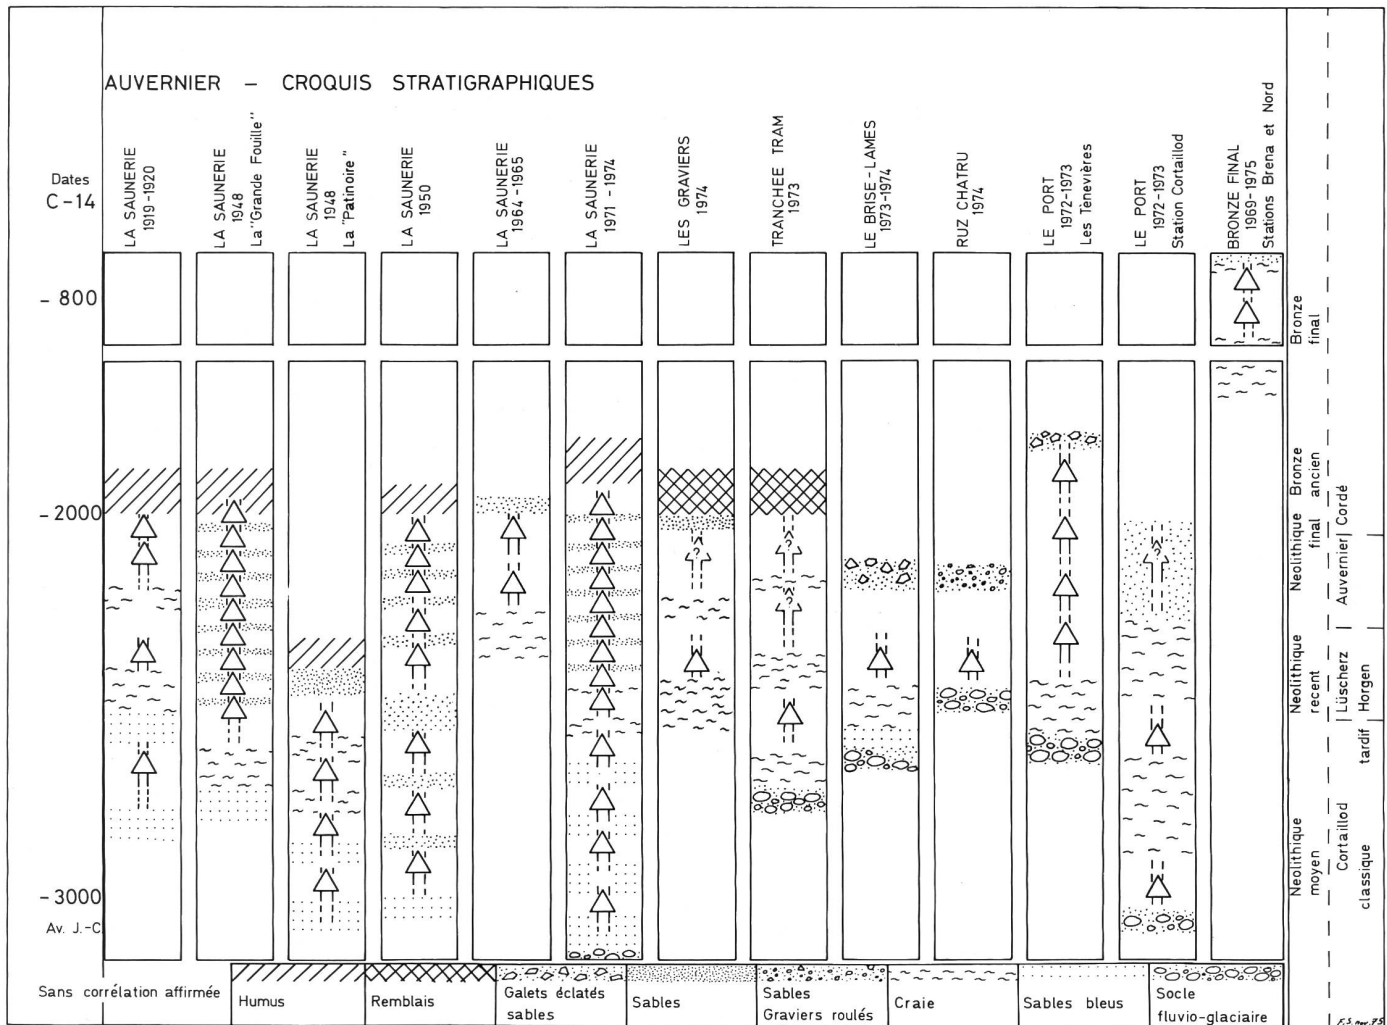 AUVERNIER – CROQUIS STRATIGRAPHIQUES
Dates
C-14
LA SAUNERIE
1919-1920
LA SAUNERIE
1948
La "Grande Fouille"
LA SAUNERIE
1948
La "Patinoire"
LA SAUNERIE
1950
LA SAUNERIE
1964-1965
LA SAUNERIE
1971-1974
LES GRAVIERS
1974
TRANCHEE TRAM
1973
LE BRISE-LAMES
1973-1974
RUZ CHATRU
1974
LE PORT
1972-1973
Les Tènevières
LE PORT
1972-1973
Station Cortaillod
BRONZE FINAL
1969-1975
Stations Brena et Nord
- 800
- 2000
- 3000
Av. J.-C.
?
?
?
?
Bronze
final
Bronze
ancien
Neolithique
final
Neolithique
recent
Neolithique
moyen
Cordé
Auvernier
Lüscherz
Horgen
Cortaillod
tardif
classique
Sans corrélation affirmée
Humus
Remblais
Galets éclatés
sables
Sables
Sables
Graviers roulés
Craie
Sables bleus
Socle
fluvio-glaciaire